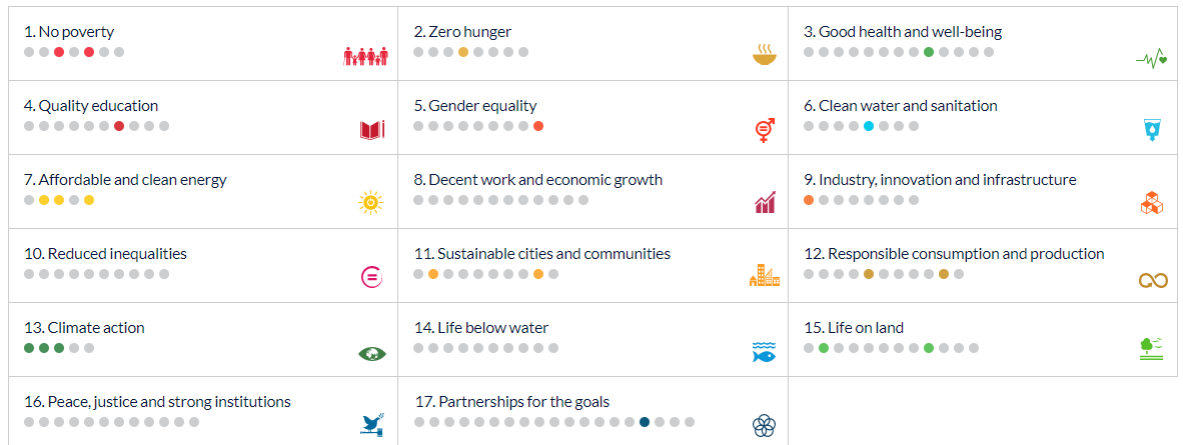 1. No poverty
2. Zero hunger
3. Good health and well-being
4. Quality education
5. Gender equality
6. Clean water and sanitation
7. Affordable and clean energy
8. Decent work and economic growth
9. Industry, innovation and infrastructure
10. Reduced inequalities
11. Sustainable cities and communities
12. Responsible consumption and production
13. Climate action
14. Life below water
15. Life on land
16. Peace, justice and strong institutions
17. Partnerships for the goals